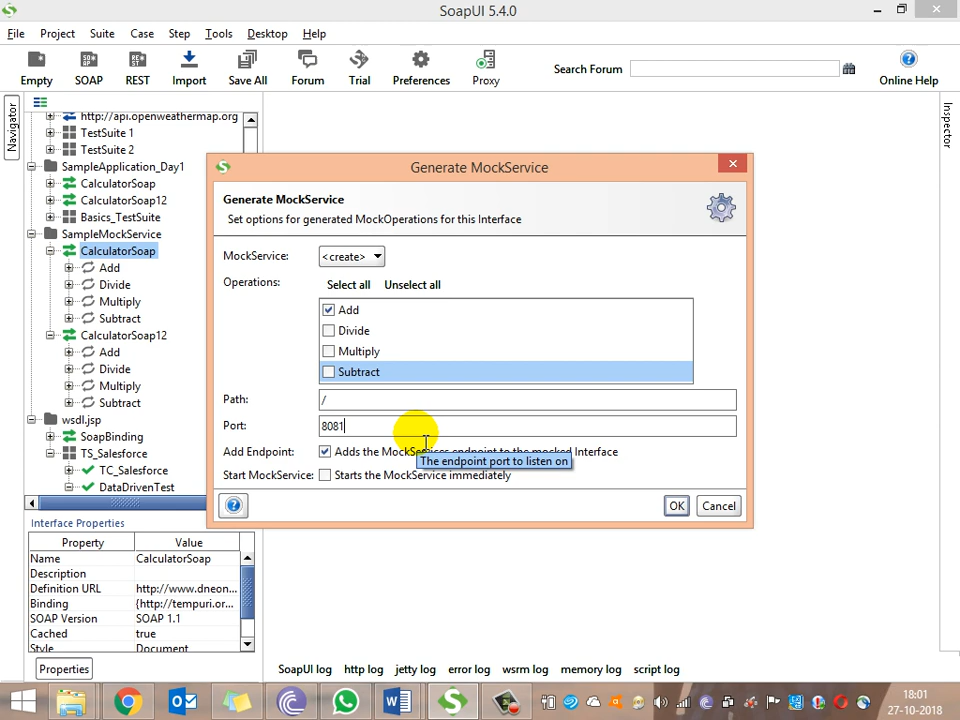 SoapUI 5.4.0
File Project Suite Case Step Tools Desktop Help
Empty SOAP REST Import Save All Forum Trial Preferences Proxy
Search Forum
Online Help
Navigator
Inspector
http://api.openweathermap.org
TestSuite 1
TestSuite 2
SampleApplication_Day1
CalculatorSoap
CalculatorSoap12
Basics_TestSuite
SampleMockService
CalculatorSoap
Add
Divide
Multiply
Subtract
CalculatorSoap12
Add
Divide
Multiply
Subtract
wsdl.jsp
SoapBinding
TS_Salesforce
TC_Salesforce
DataDrivenTest
Generate MockService
Generate MockService
Set options for generated MockOperations for this Interface
MockService: <create>
Operations: Select all Unselect all
Add
Divide
Multiply
Subtract
Path: /
Port: 8081
Add Endpoint: Adds the MockServices endpoint to the mocked Interface
The endpoint port to listen on
Start MockService: Starts the MockService immediately
OK Cancel
Interface Properties
Property Value
Name CalculatorSoap
Description
Definition URL http://www.dneon...
Binding {http://tempuri.or...
SOAP Version SOAP 1.1
Cached true
Style Document
Properties
SoapUI log http log jetty log error log wsrm log memory log script log
18:01
27-10-2018